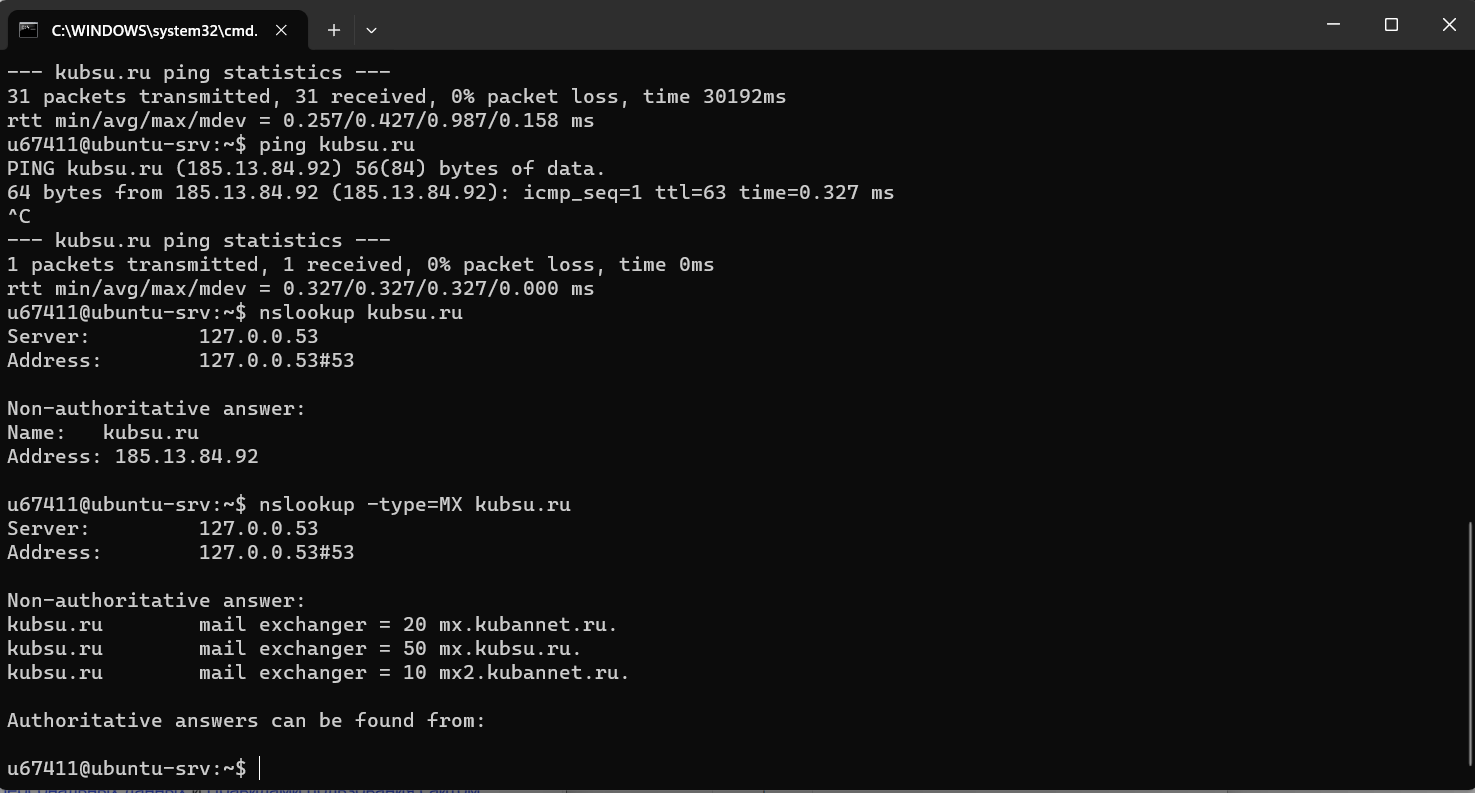 C:\WINDOWS\system32\cmd.
--- kubsu.ru ping statistics ---
31 packets transmitted, 31 received, 0% packet loss, time 30192ms
rtt min/avg/max/mdev = 0.257/0.427/0.987/0.158 ms
u67411@ubuntu-srv:~$ ping kubsu.ru
PING kubsu.ru (185.13.84.92) 56(84) bytes of data.
64 bytes from 185.13.84.92 (185.13.84.92): icmp_seq=1 ttl=63 time=0.327 ms
^C
--- kubsu.ru ping statistics ---
1 packets transmitted, 1 received, 0% packet loss, time 0ms
rtt min/avg/max/mdev = 0.327/0.327/0.327/0.000 ms
u67411@ubuntu-srv:~$ nslookup kubsu.ru
Server:         127.0.0.53
Address:        127.0.0.53#53
Non-authoritative answer:
Name:   kubsu.ru
Address: 185.13.84.92
u67411@ubuntu-srv:~$ nslookup -type=MX kubsu.ru
Server:         127.0.0.53
Address:        127.0.0.53#53
Non-authoritative answer:
kubsu.ru        mail exchanger = 20 mx.kubannet.ru.
kubsu.ru        mail exchanger = 50 mx.kubsu.ru.
kubsu.ru        mail exchanger = 10 mx2.kubannet.ru.
Authoritative answers can be found from:
u67411@ubuntu-srv:~$